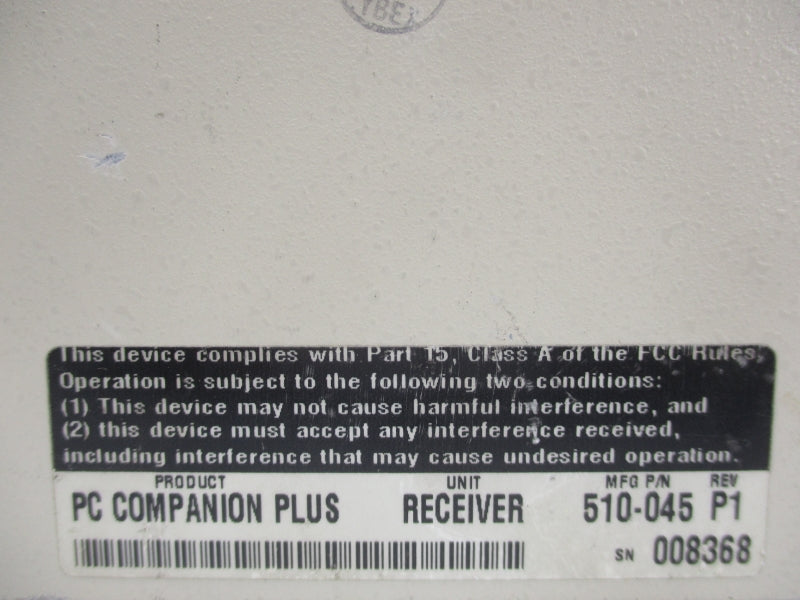 CYBEX
This device complies with Part 15, Class A of the FCC Rules.
Operation is subject to the following two conditions:
(1) This device may not cause harmful interference, and
(2) this device must accept any interference received,
including interference that may cause undesired operation.
PRODUCT UNIT MFG P/N REV
PC COMPANION PLUS RECEIVER 510-045 P1
SN 008368